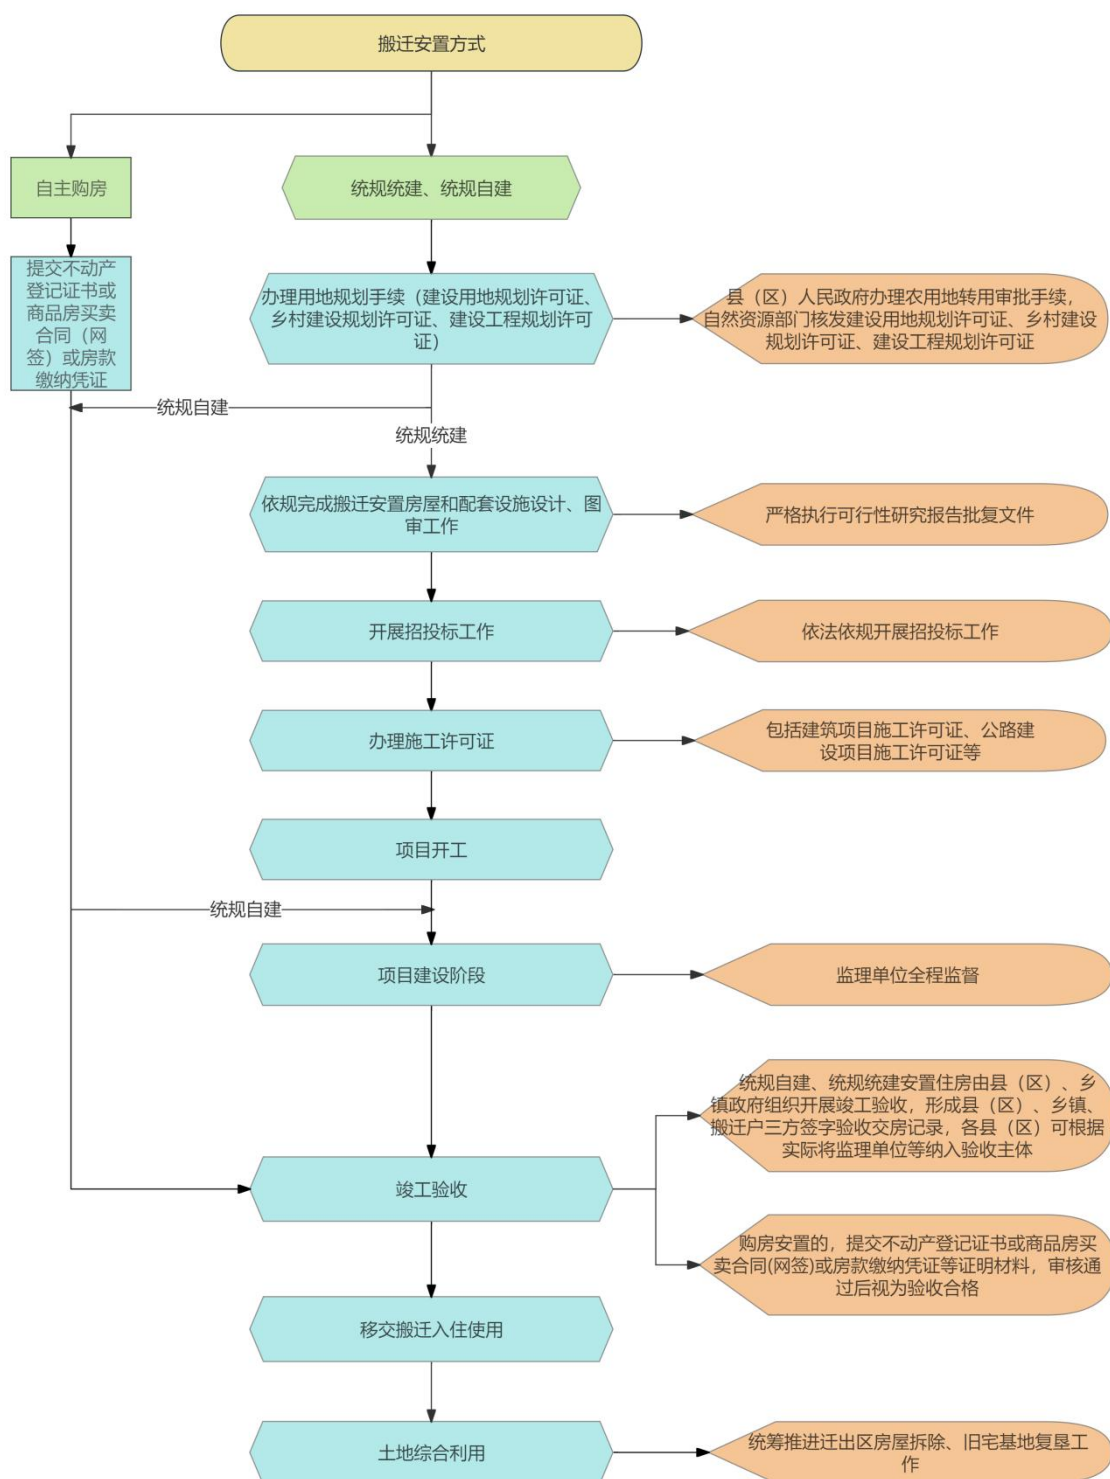 搬迁安置方式
自主购房
统规统建、统规自建
提交不动产
登记证书或
商品房买卖
合同（网
签）或房款
缴纳凭证
办理用地规划手续（建设用地规划许可证、
乡村建设规划许可证、建设工程规划许可
证）
县（区）人民政府办理农用地转用审批手续，
自然资源部门核发建设用地规划许可证、乡村建设
规划许可证、建设工程规划许可证
统规自建
统规统建
依规完成搬迁安置房屋和配套设施设计、图
审工作
严格执行可行性研究报告批复文件
开展招投标工作
依法依规开展招投标工作
办理施工许可证
包括建筑项目施工许可证、公路建
设项目施工许可证等
项目开工
统规自建
项目建设阶段
监理单位全程监督
统规自建、统规统建安置住房由县（区）、乡
镇政府组织开展竣工验收，形成县（区）、乡镇、
搬迁户三方签字验收交房记录，各县（区）可根据
实际将监理单位等纳入验收主体
竣工验收
购房安置的，提交不动产登记证书或商品房买
卖合同(网签)或房款缴纳凭证等证明材料，审核通
过后视为验收合格
移交搬迁入住使用
土地综合利用
统筹推进迁出区房屋拆除、旧宅基地复垦工
作